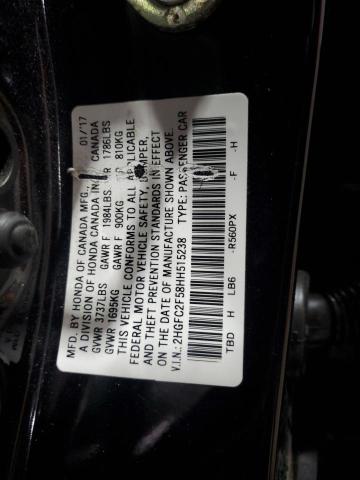 MFD. BY HONDA OF CANADA MFG., 01/17
A DIVISION OF HONDA CANADA INC., CANADA
GVWR 3737LBS GAWR F 1984LBS GAWR R 1786LBS
GVWR 1695KG GAWR F 900KG R 810KG
THIS VEHICLE CONFORMS TO ALL APPLICABLE
FEDERAL MOTOR VEHICLE SAFETY, BUMPER,
AND THEFT PREVENTION STANDARDS IN EFFECT
ON THE DATE OF MANUFACTURE SHOWN ABOVE
V.I.N.: 2HGFC2F58HH515238 TYPE: PASSENGER CAR
TBD H LB6 -R560PX -F -H